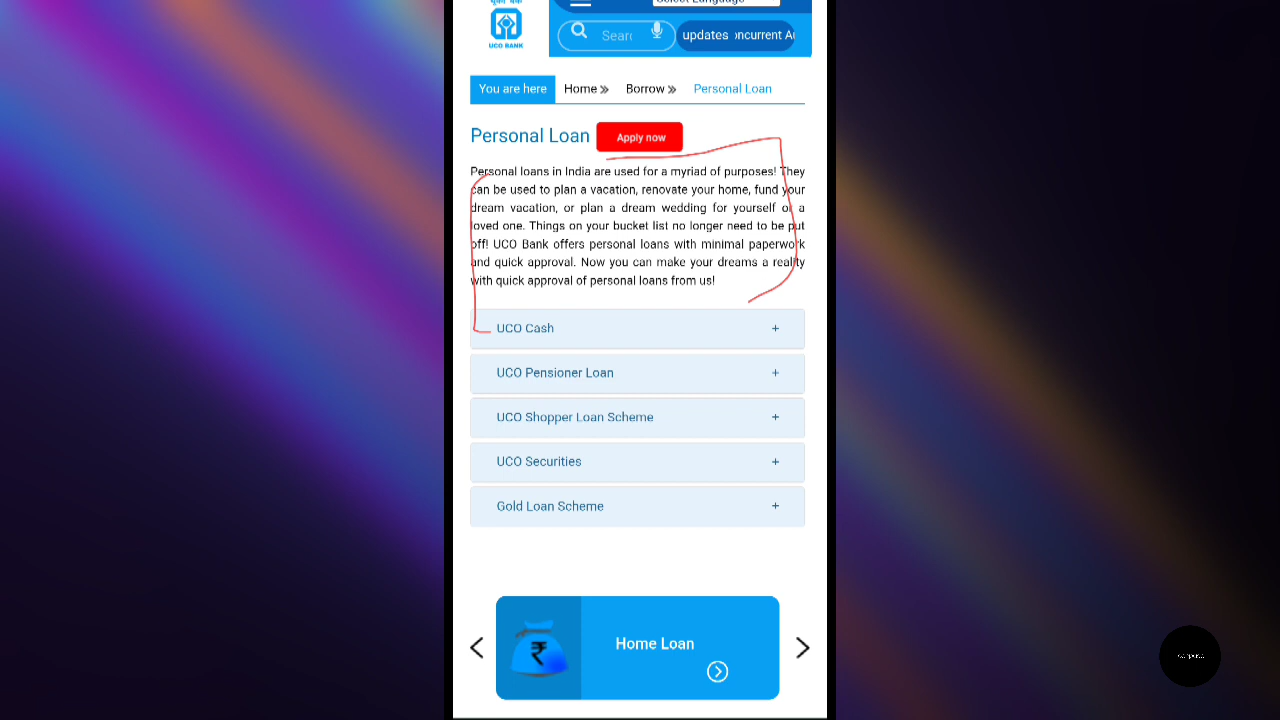 यूको बैंक
UCO BANK
Select Language
Searc
updates oncurrent Au
You are here Home Borrow Personal Loan
Personal Loan Apply now
Personal loans in India are used for a myriad of purposes! They
can be used to plan a vacation, renovate your home, fund your
dream vacation, or plan a dream wedding for yourself or a
loved one. Things on your bucket list no longer need to be put
off! UCO Bank offers personal loans with minimal paperwork
and quick approval. Now you can make your dreams a reality
with quick approval of personal loans from us!
UCO Cash +
UCO Pensioner Loan +
UCO Shopper Loan Scheme +
UCO Securities +
Gold Loan Scheme +
₹
Home Loan